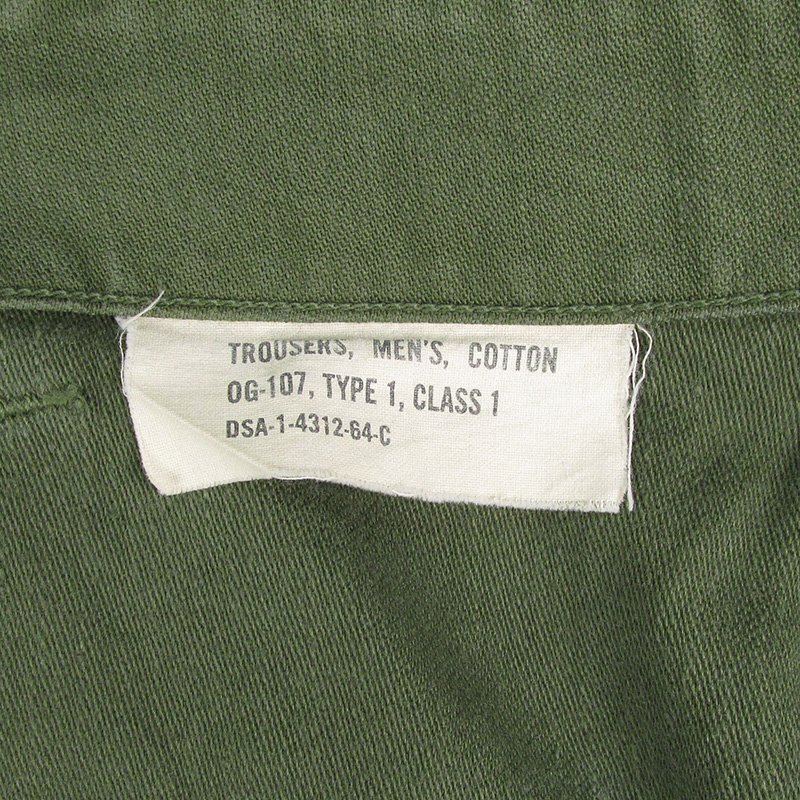 TROUSERS, MEN'S, COTTON
OG-107, TYPE 1, CLASS 1
DSA-1-4312-64-C